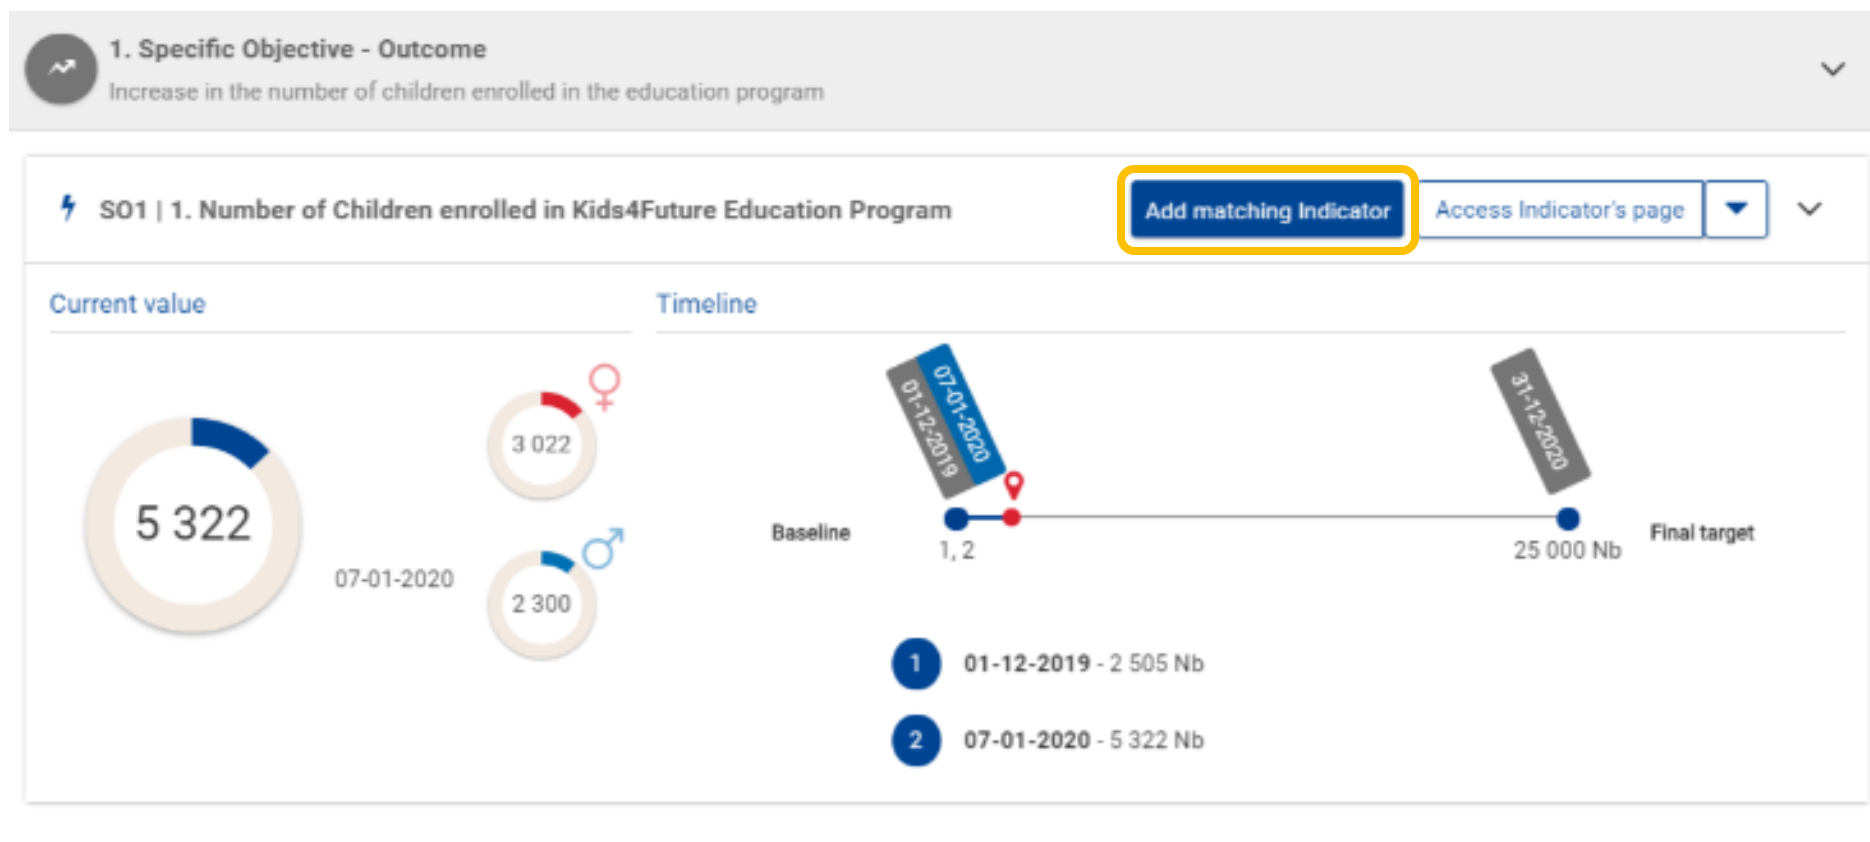 1. Specific Objective - Outcome
Increase in the number of children enrolled in the education program
SO1 | 1. Number of Children enrolled in Kids4Future Education Program
Add matching Indicator
Access Indicator's page
Current value
Timeline
5 322
07-01-2020
3 022
2 300
01-12-2019
07-01-2020
31-12-2020
Baseline
1, 2
25 000 Nb
Final target
1 01-12-2019 - 2 505 Nb
2 07-01-2020 - 5 322 Nb